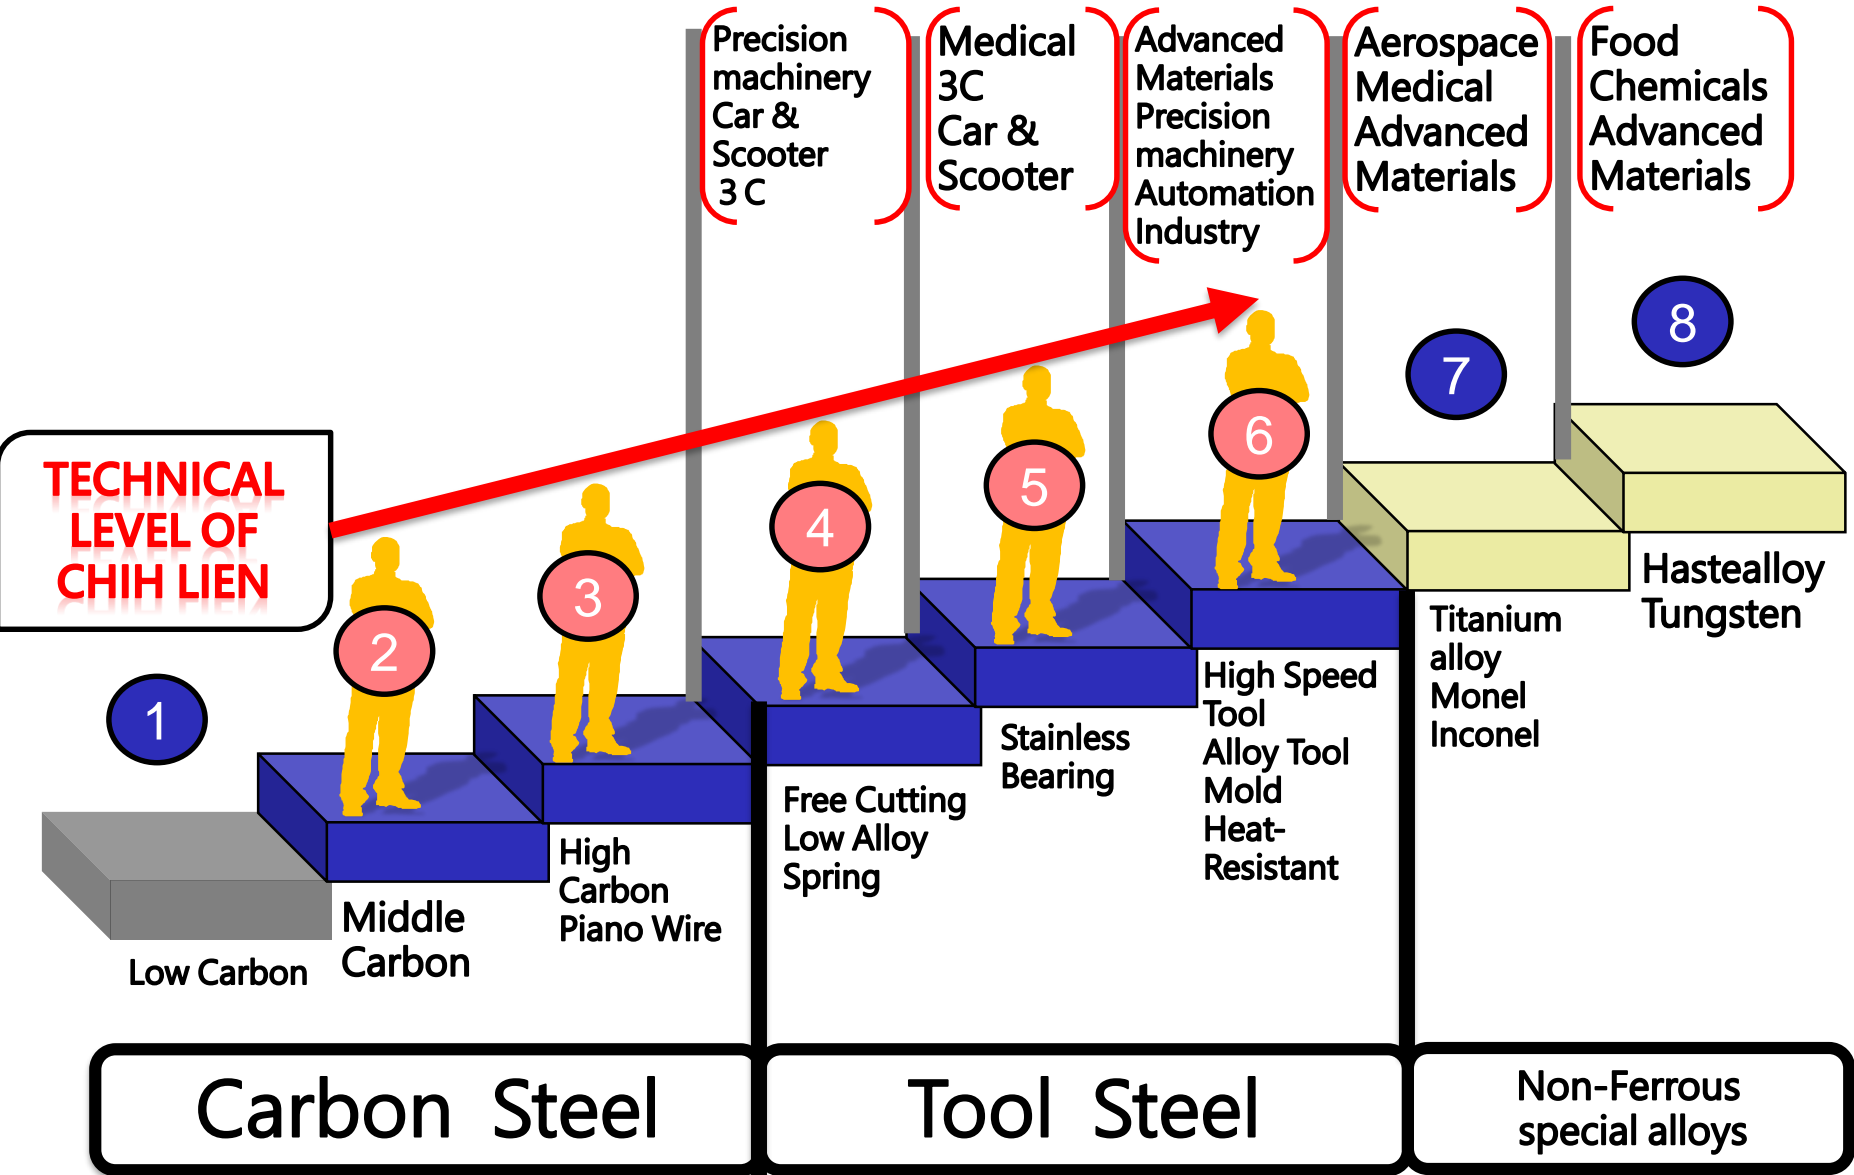 Precision
machinery
Car &
Scooter
3 C
Medical
3C
Car &
Scooter
Advanced
Materials
Precision
machinery
Automation
Industry
Aerospace
Medical
Advanced
Materials
Food
Chemicals
Advanced
Materials
TECHNICAL
LEVEL OF
CHIH LIEN
1
2
3
4
5
6
7
8
Low Carbon
Middle
Carbon
High
Carbon
Piano Wire
Free Cutting
Low Alloy
Spring
Stainless
Bearing
High Speed
Tool
Alloy Tool
Mold
Heat-
Resistant
Titanium
alloy
Monel
Inconel
Hastealloy
Tungsten
Carbon Steel
Tool Steel
Non-Ferrous
special alloys